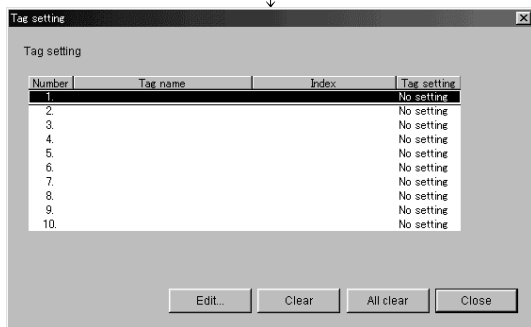 Tag setting
Tag setting
Number Tag name Index Tag setting
1. No setting
2. No setting
3. No setting
4. No setting
5. No setting
6. No setting
7. No setting
8. No setting
9. No setting
10. No setting
Edit... Clear All clear Close